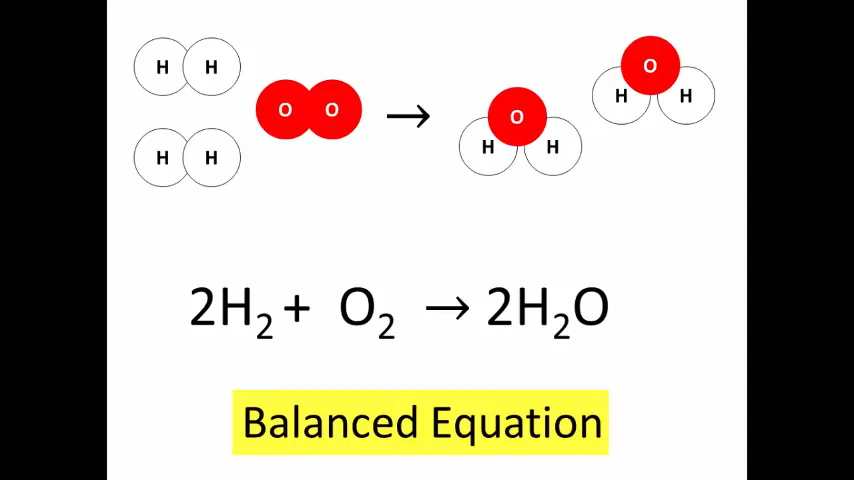 H H
O O
H H
→
O
H H
O
H H
2H₂ + O₂ → 2H₂O
Balanced Equation